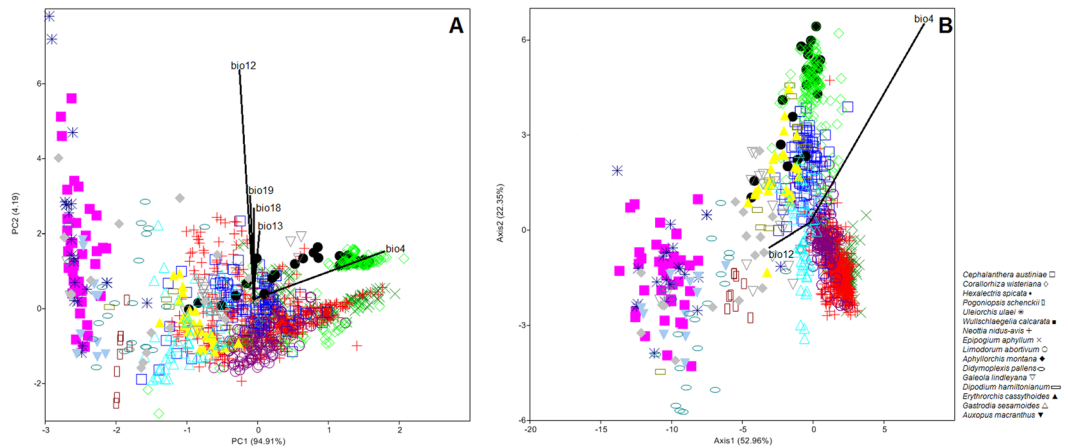 A
B
6
4
2
0
-2
-3
-2
-1
0
1
2
PC2 (4.19)
PC1 (94.91%)
bio12
bio19
bio18
bio13
bio4
6
3
0
-3
-6
-20
-15
-10
-5
0
5
10
Axis2 (22.35%)
Axis1 (52.96%)
bio4
bio12
Cephalanthera austiniae
Corallorhiza wisteriana
Hexalectris spicata
Pogoniopsis schenckii
Uleiorchis ulaei
Wullschlaegelia calcarata
Neottia nidus-avis
Epipogium aphyllum
Limodorum abortivum
Aphyllorchis montana
Didymoplexis pallens
Galeola lindleyana
Dipodium hamiltonianum
Erythrorchis cassythoides
Gastrodia sesamoides
Auxopus macranthus